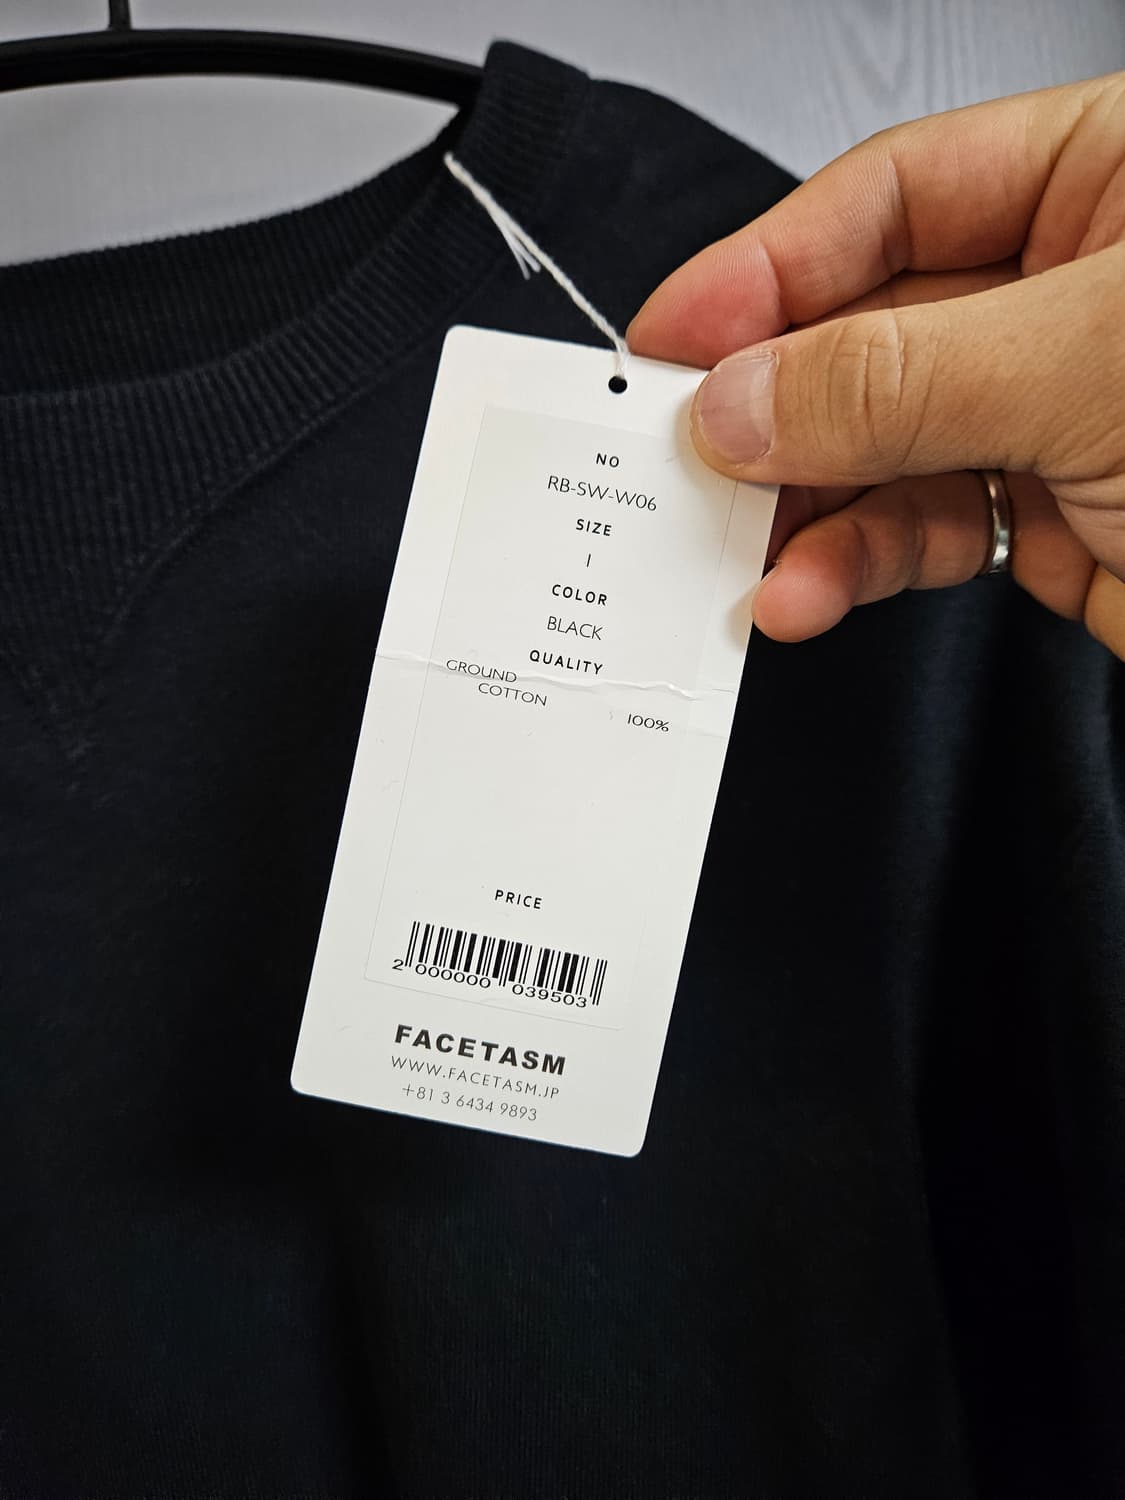 NO
RB-SW-W06
SIZE
1
COLOR
BLACK
QUALITY
GROUND
COTTON
100%
PRICE
2 000000 039503
FACETASM
WWW.FACETASM.JP
+81 3 6434 9893